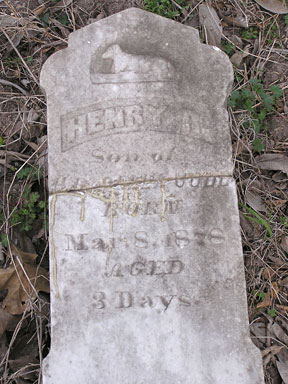 HENRY
Son of
BORN
Mar. 8, 1878
AGED
3 Days.